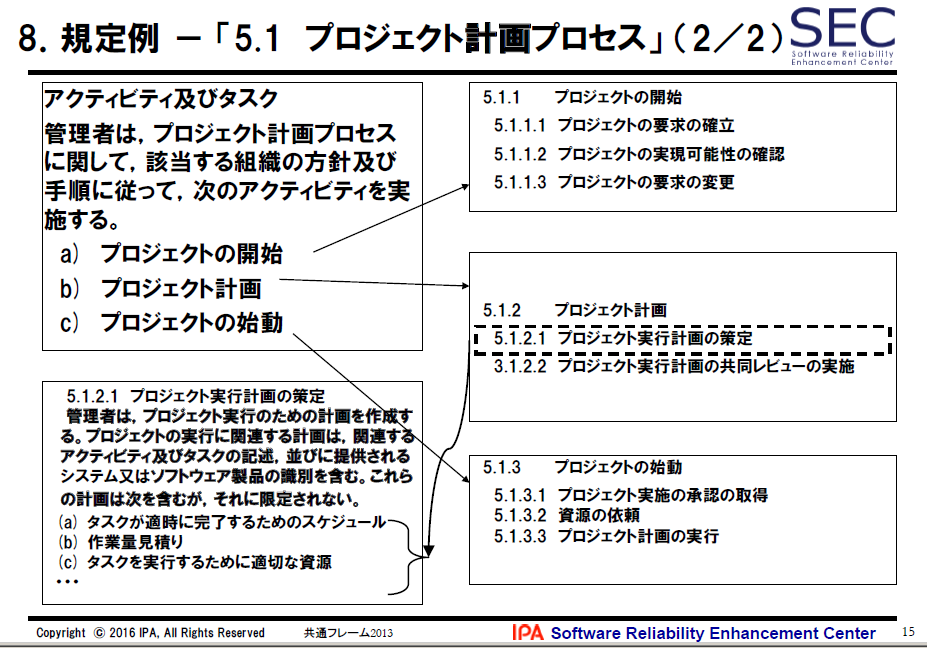 8. 規定例 － 「5.1 プロジェクト計画プロセス」(2／2)
SEC
Software Reliability
Enhancement Center
アクティビティ及びタスク
管理者は，プロジェクト計画プロセス
に関して，該当する組織の方針及び
手順に従って，次のアクティビティを実
施する。
a) プロジェクトの開始
b) プロジェクト計画
c) プロジェクトの始動
5.1.1 プロジェクトの開始
5.1.1.1 プロジェクトの要求の確立
5.1.1.2 プロジェクトの実現可能性の確認
5.1.1.3 プロジェクトの要求の変更
5.1.2 プロジェクト計画
5.1.2.1 プロジェクト実行計画の策定
3.1.2.2 プロジェクト実行計画の共同レビューの実施
5.1.2.1 プロジェクト実行計画の策定
管理者は，プロジェクト実行のための計画を作成す
る。プロジェクトの実行に関連する計画は，関連する
アクティビティ及びタスクの記述，並びに提供される
システム又はソフトウェア製品の識別を含む。これら
の計画は次を含むが，それに限定されない。
(a) タスクが適時に完了するためのスケジュール
(b) 作業量見積り
(c) タスクを実行するために適切な資源
・・・
5.1.3 プロジェクトの始動
5.1.3.1 プロジェクト実施の承認の取得
5.1.3.2 資源の依頼
5.1.3.3 プロジェクト計画の実行
Copyright © 2016 IPA, All Rights Reserved 共通フレーム2013
IPA Software Reliability Enhancement Center 15